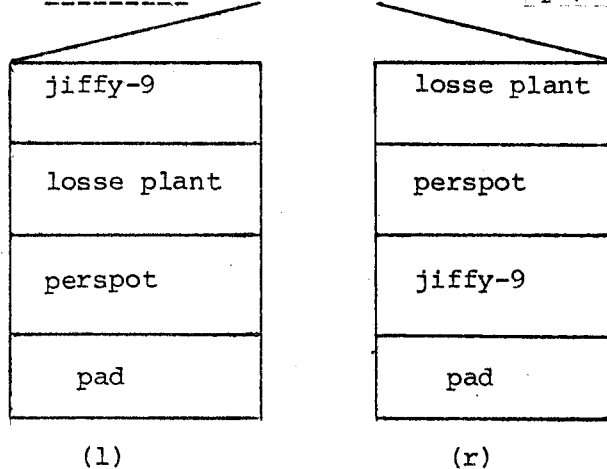 jiffy-9 losse plant
losse plant perspot
perspot jiffy-9
pad pad
(l) (r)